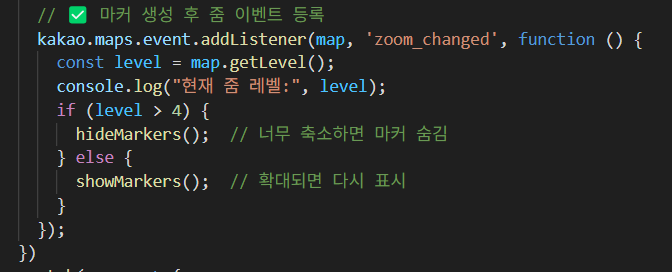 // ✅ 마커 생성 후 줌 이벤트 등록
kakao.maps.event.addListener(map, 'zoom_changed', function () {
const level = map.getLevel();
console.log("현재 줌 레벨:", level);
if (level > 4) {
hideMarkers(); // 너무 축소하면 마커 숨김
} else {
showMarkers(); // 확대되면 다시 표시
}
});
})